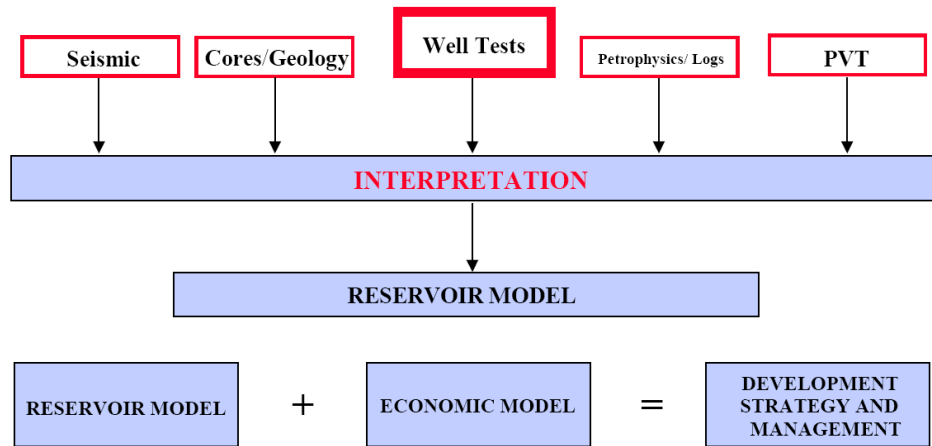 Seismic
Cores/Geology
Well Tests
Petrophysics/ Logs
PVT
INTERPRETATION
RESERVOIR MODEL
RESERVOIR MODEL
+
ECONOMIC MODEL
=
DEVELOPMENT
STRATEGY AND
MANAGEMENT